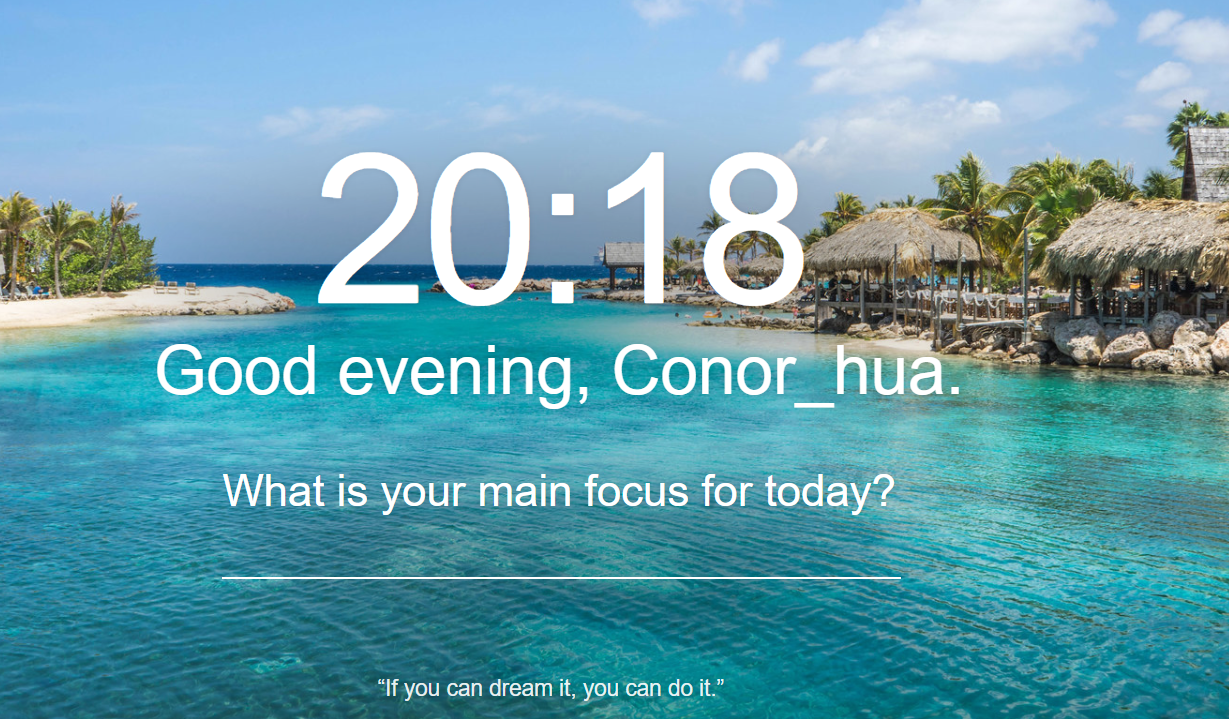 20:18
Good evening, Conor_hua.
What is your main focus for today?
“If you can dream it, you can do it.”